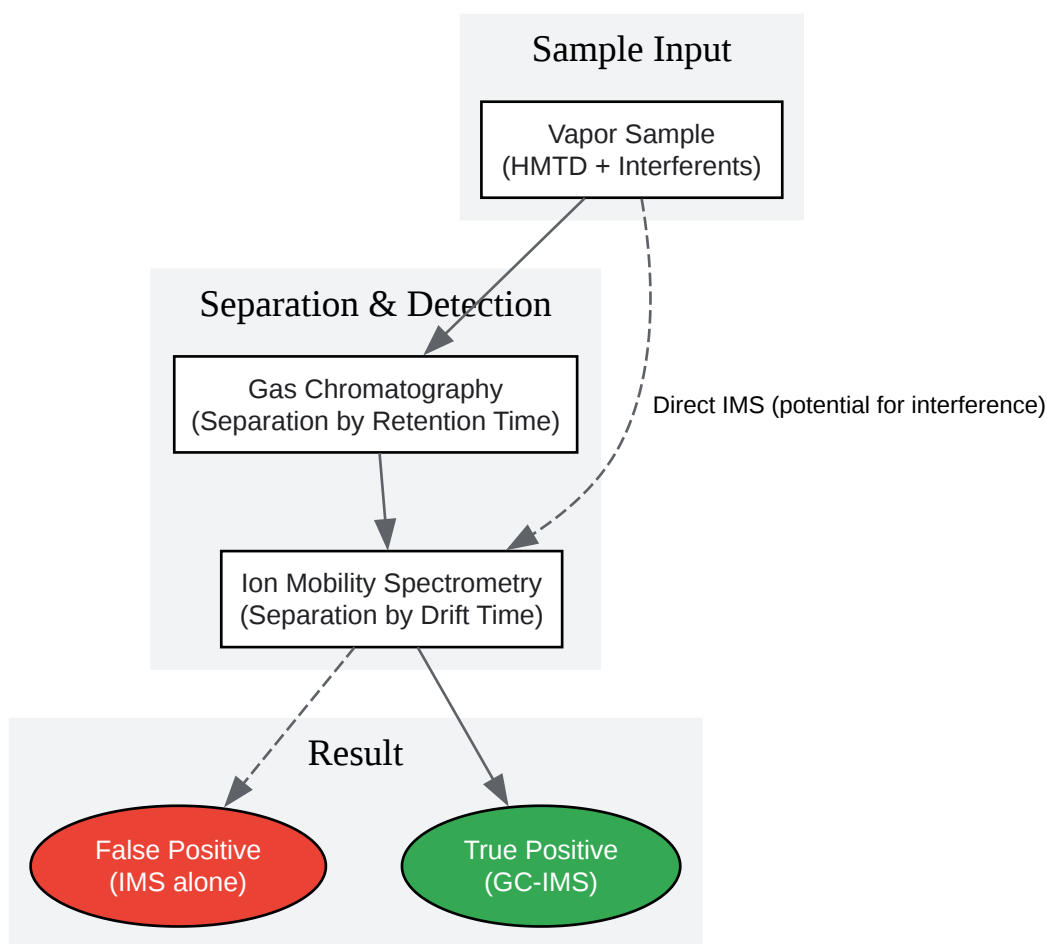 Sample Input
Vapor Sample
(HMTD + Interferents)
Separation & Detection
Gas Chromatography
(Separation by Retention Time)
Direct IMS (potential for interference)
Ion Mobility Spectrometry
(Separation by Drift Time)
Result
False Positive
(IMS alone)
True Positive
(GC-IMS)